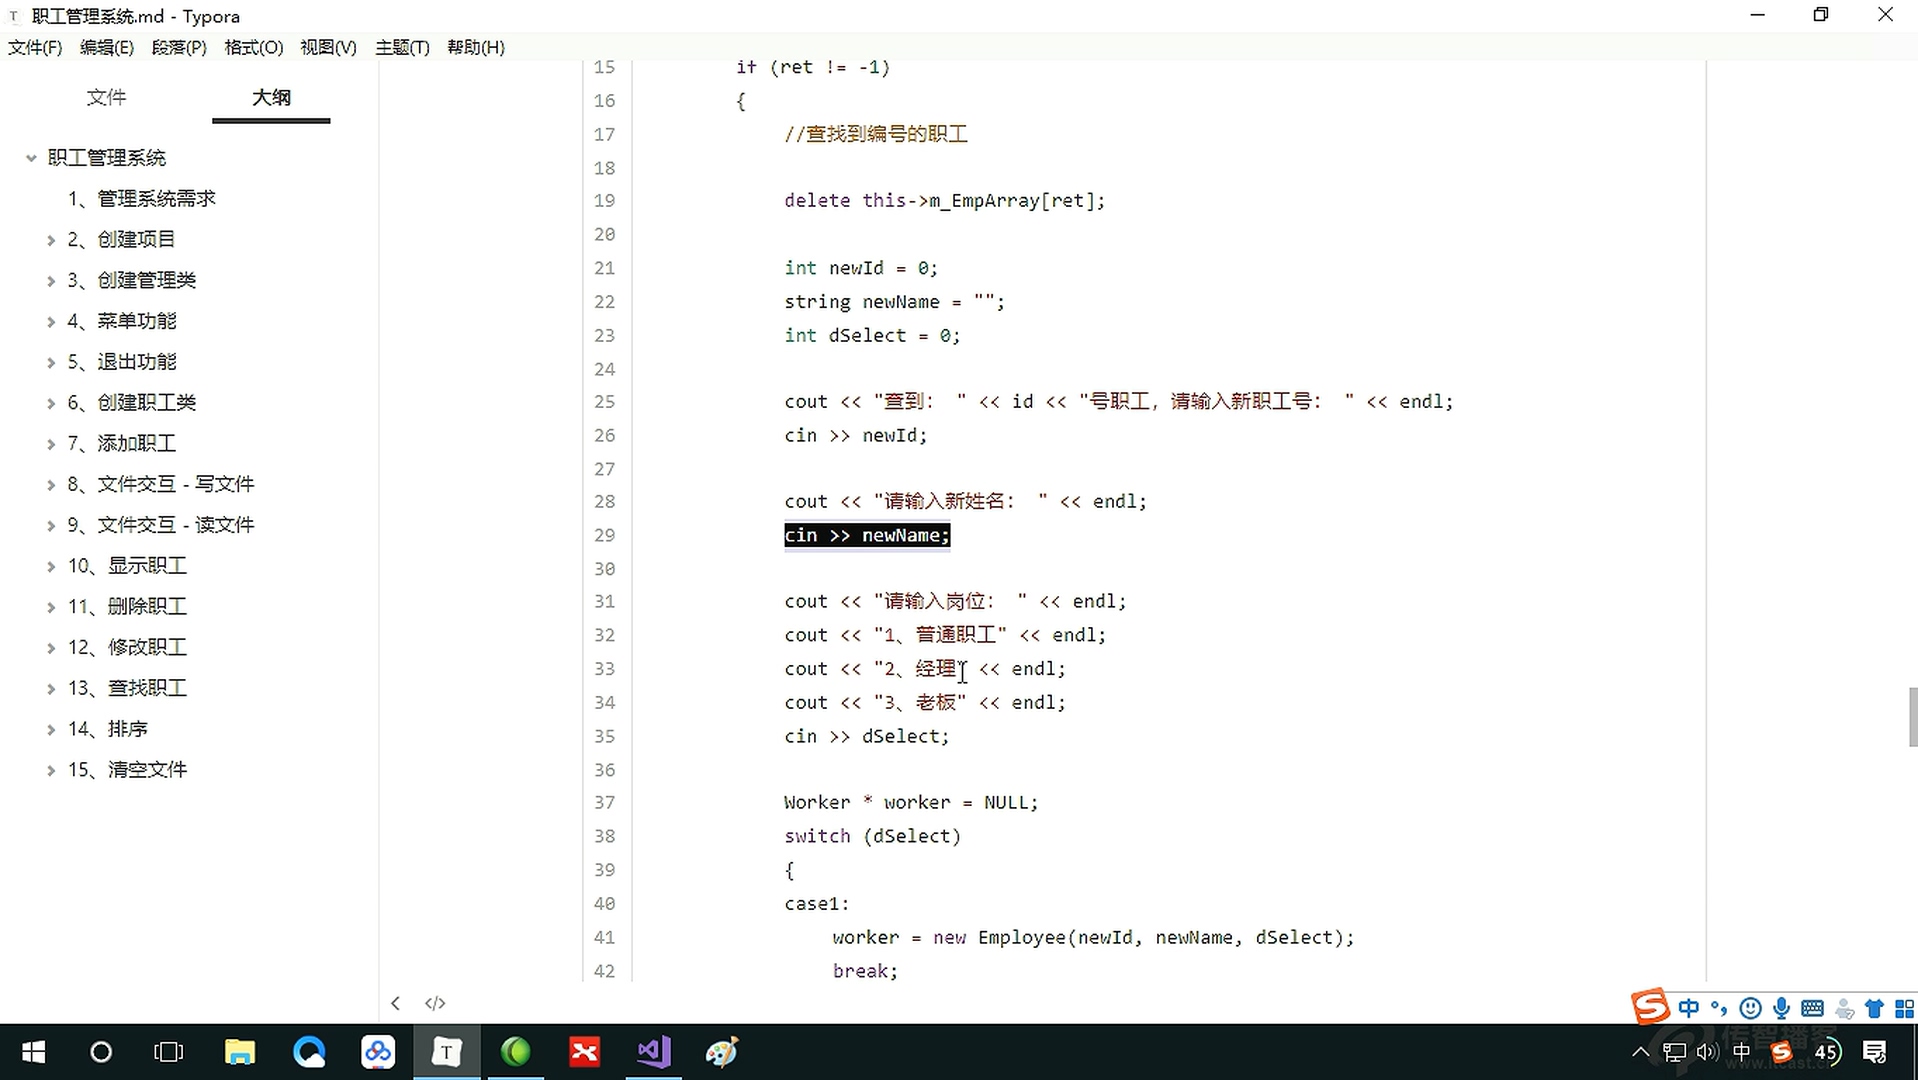 职工管理系统.md - Typora
文件(F) 编辑(E) 段落(P) 格式(O) 视图(V) 主题(T) 帮助(H)
文件 大纲
职工管理系统
1、管理系统需求
2、创建项目
3、创建管理类
4、菜单功能
5、退出功能
6、创建职工类
7、添加职工
8、文件交互 - 写文件
9、文件交互 - 读文件
10、显示职工
11、删除职工
12、修改职工
13、查找职工
14、排序
15、清空文件
15 if (ret != -1)
16 {
17 //查找到编号的职工
18
19 delete this->m_EmpArray[ret];
20
21 int newId = 0;
22 string newName = "";
23 int dSelect = 0;
24
25 cout << "查到： " << id << "号职工，请输入新职工号： " << endl;
26 cin >> newId;
27
28 cout << "请输入新姓名： " << endl;
29 cin >> newName;
30
31 cout << "请输入岗位： " << endl;
32 cout << "1、普通职工" << endl;
33 cout << "2、经理" << endl;
34 cout << "3、老板" << endl;
35 cin >> dSelect;
36
37 Worker * worker = NULL;
38 switch (dSelect)
39 {
40 case1:
41 worker = new Employee(newId, newName, dSelect);
42 break;
中
传智播客
中 45
www.itcast.cn